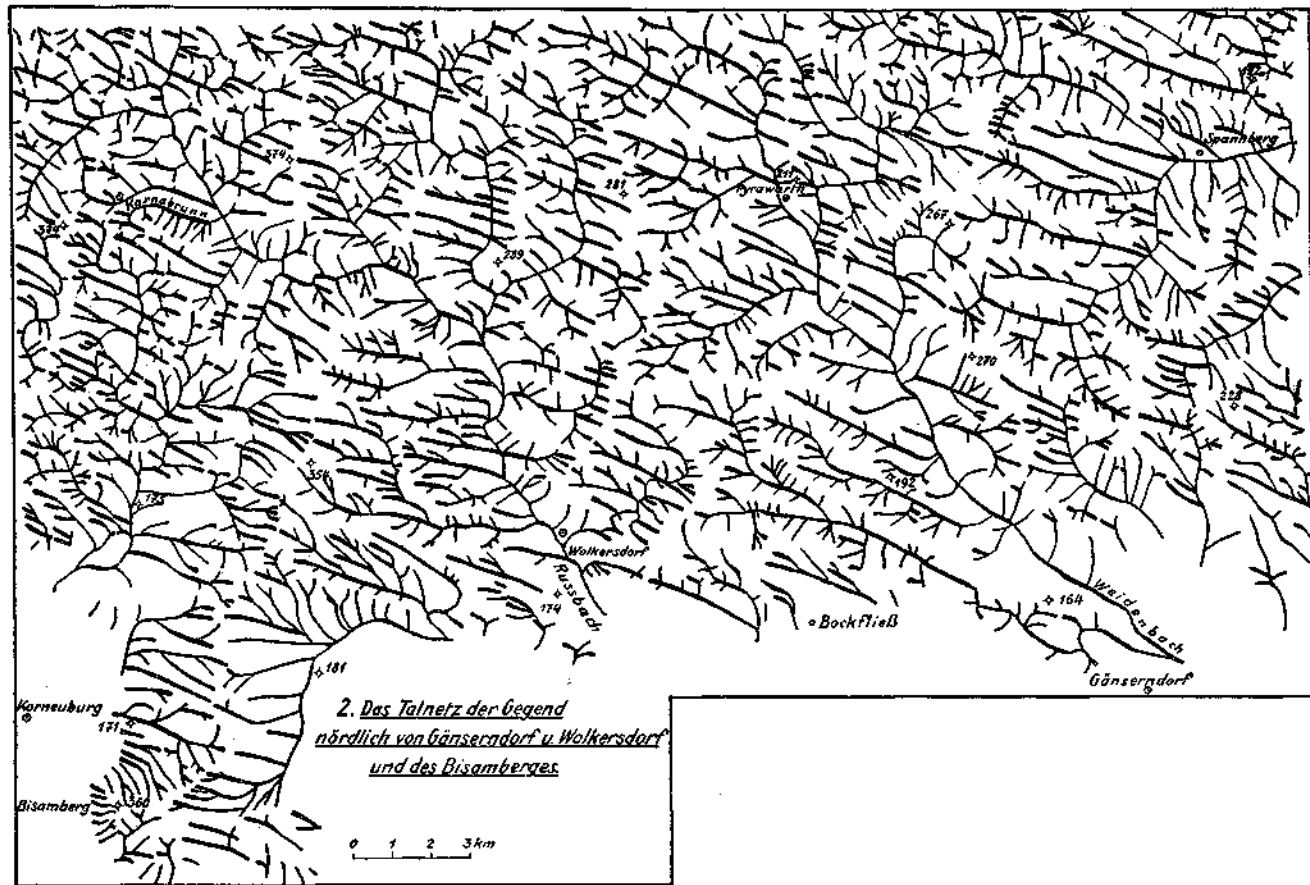 Spannberg
374
Karnabrunn
281
Pyrawarth
267
239
270
228
354
192
175
Wolkersdorf
Russbach
174
Bockfließ
164
Weidenbach
Gänserndorf
181
Korneuburg
171
Bisamberg
360
2. Das Talnetz der Gegend
nördlich von Gänserndorf u. Wolkersdorf
und des Bisamberges.
0 1 2 3 km